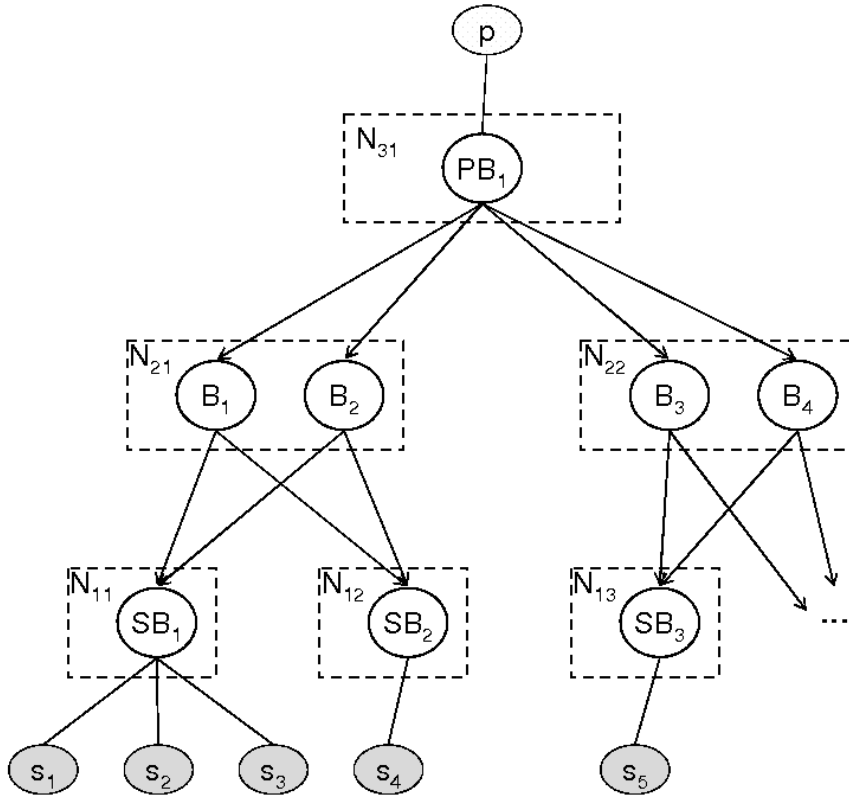 p
N₃₁
PB₁
N₂₁
B₁
B₂
N₂₂
B₃
B₄
N₁₁
SB₁
N₁₂
SB₂
N₁₃
SB₃
....
s₁
s₂
s₃
s₄
s₅